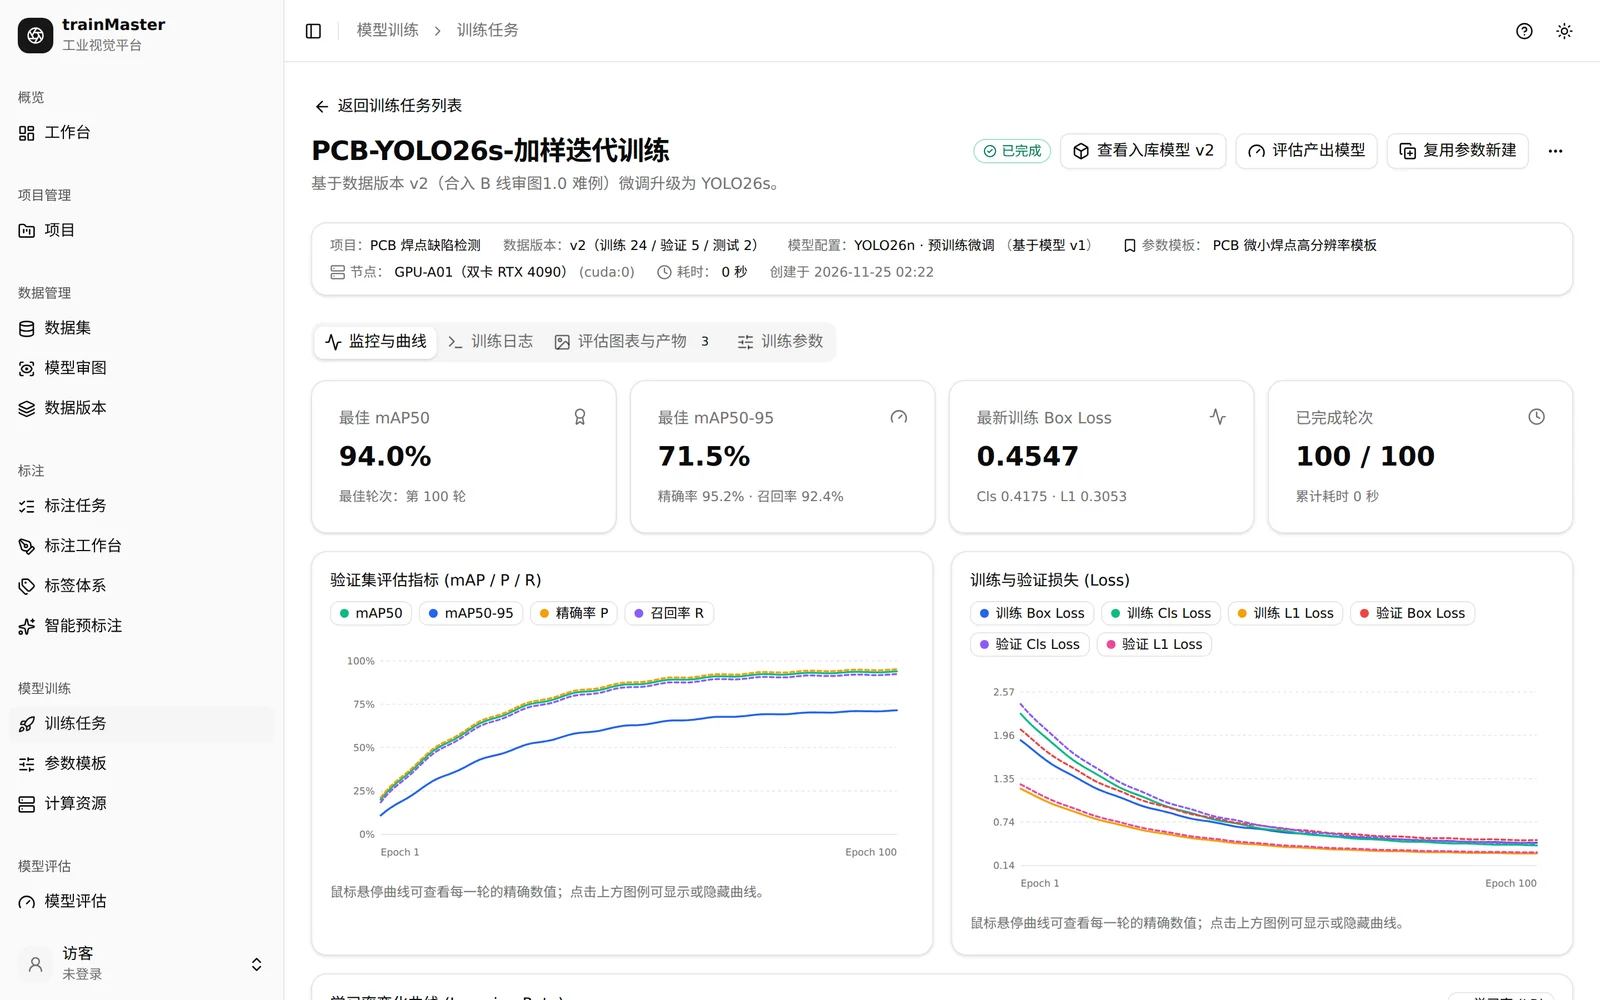 trainMaster
工业视觉平台
概览
工作台
项目管理
项目
数据管理
数据集
模型审图
数据版本
标注
标注任务
标注工作台
标签体系
智能预标注
模型训练
训练任务
参数模板
计算资源
模型评估
模型评估
访客
未登录
模型训练 > 训练任务
返回训练任务列表
PCB-YOLO26s-加样迭代训练
已完成
查看入库模型 v2
评估产出模型
复用参数新建
基于数据版本 v2（合入 B 线审图1.0 难例）微调升级为 YOLO26s。
项目： PCB 焊点缺陷检测 数据版本： v2（训练 24 / 验证 5 / 测试 2） 模型配置： YOLO26n · 预训练微调 （基于模型 v1） 参数模板： PCB 微小焊点高分辨率模板
节点： GPU-A01（双卡 RTX 4090） (cuda:0) 耗时： 0 秒 创建于 2026-11-25 02:22
监控与曲线 训练日志 评估图表与产物 3 训练参数
最佳 mAP50
94.0%
最佳轮次：第 100 轮
最佳 mAP50-95
71.5%
精确率 95.2% · 召回率 92.4%
最新训练 Box Loss
0.4547
Cls 0.4175 · L1 0.3053
已完成轮次
100 / 100
累计耗时 0 秒
验证集评估指标 (mAP / P / R)
mAP50 mAP50-95 精确率 P 召回率 R
100%
75%
50%
25%
0%
Epoch 1 Epoch 100
鼠标悬停曲线可查看每一轮的精确数值；点击上方图例可显示或隐藏曲线。
训练与验证损失 (Loss)
训练 Box Loss 训练 Cls Loss 训练 L1 Loss 验证 Box Loss
验证 Cls Loss 验证 L1 Loss
2.57
1.96
1.35
0.74
0.14
Epoch 1 Epoch 100
鼠标悬停曲线可查看每一轮的精确数值；点击上方图例可显示或隐藏曲线。